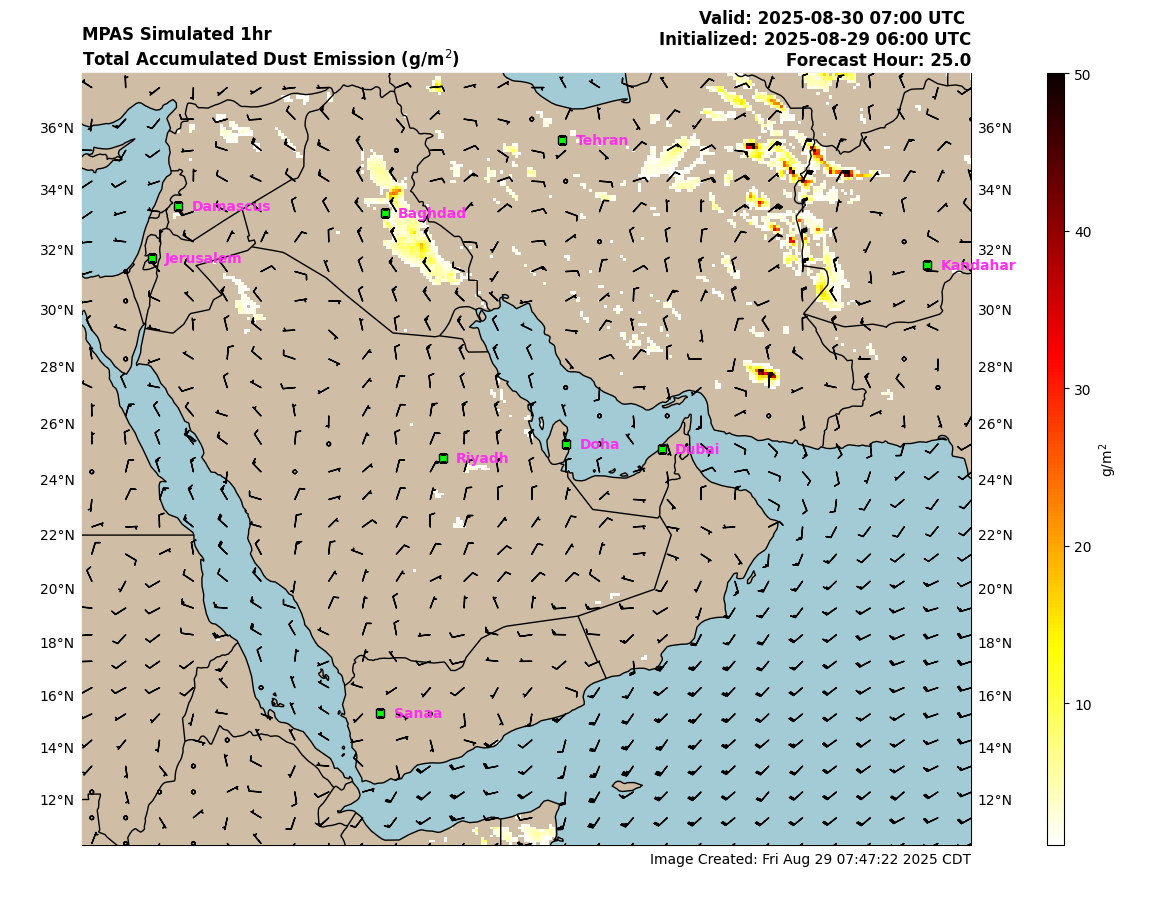 MPAS Simulated 1hr
Total Accumulated Dust Emission (g/m²)
Valid: 2025-08-30 07:00 UTC
Initialized: 2025-08-29 06:00 UTC
Forecast Hour: 25.0
36°N
34°N
32°N
30°N
28°N
26°N
24°N
22°N
20°N
18°N
16°N
14°N
12°N
Tehran
Damascus
Baghdad
Jerusalem
Kandahar
Doha
Dubai
Riyadh
Sanaa
36°N
34°N
32°N
30°N
28°N
26°N
24°N
22°N
20°N
18°N
16°N
14°N
12°N
50
40
30
20
10
g/m²
Image Created: Fri Aug 29 07:47:22 2025 CDT